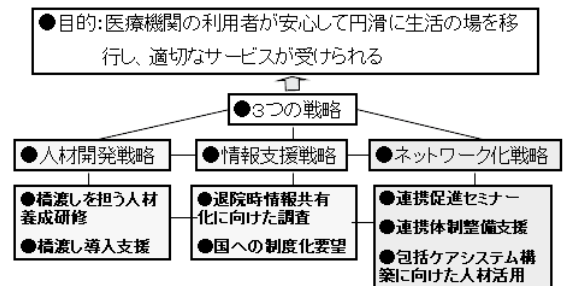 ●目的:医療機関の利用者が安心して円滑に生活の場を移
行し、適切なサービスが受けられる
●3つの戦略
●人材開発戦略
●情報支援戦略
●ネットワーク化戦略
●橋渡しを担う人材
養成研修
●橋渡し導入支援
●退院時情報共有
化に向けた調査
●国への制度化要望
●連携促進セミナー
●連携体制整備支援
●包括ケアシステム構
築に向けた人材活用